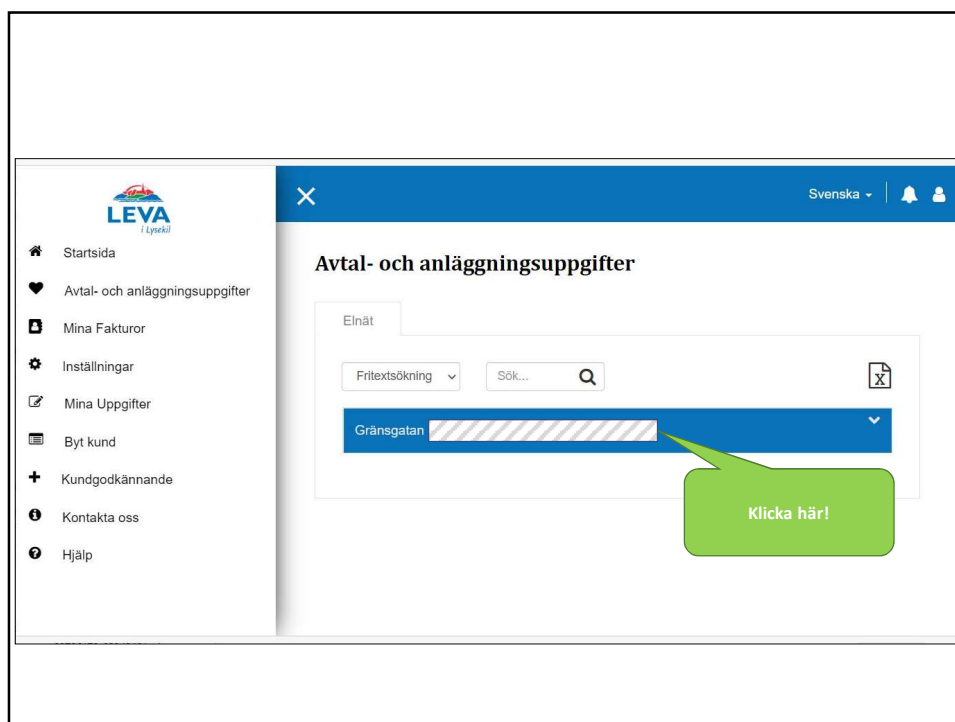 LEVA
i Lysekil
Startsida
Avtal- och anläggningsuppgifter
Mina Fakturor
Inställningar
Mina Uppgifter
Byt kund
Kundgodkännande
Kontakta oss
Hjälp
Svenska
Avtal- och anläggningsuppgifter
Elnät
Fritextsökning
Sök...
Gränsgatan
Klicka här!